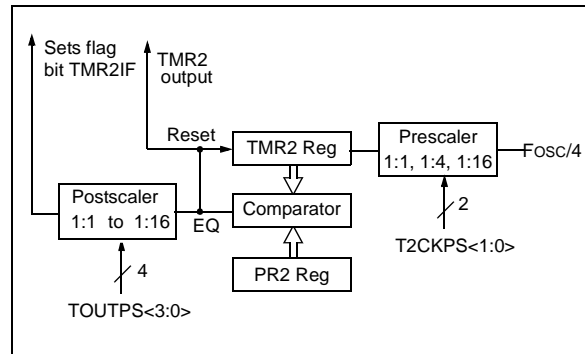 Sets flag
bit TMR2IF
TMR2
output
Reset
TMR2 Reg
Prescaler
1:1, 1:4, 1:16
FOSC/4
2
T2CKPS<1:0>
Postscaler
1:1 to 1:16
EQ
Comparator
4
TOUTPS<3:0>
PR2 Reg